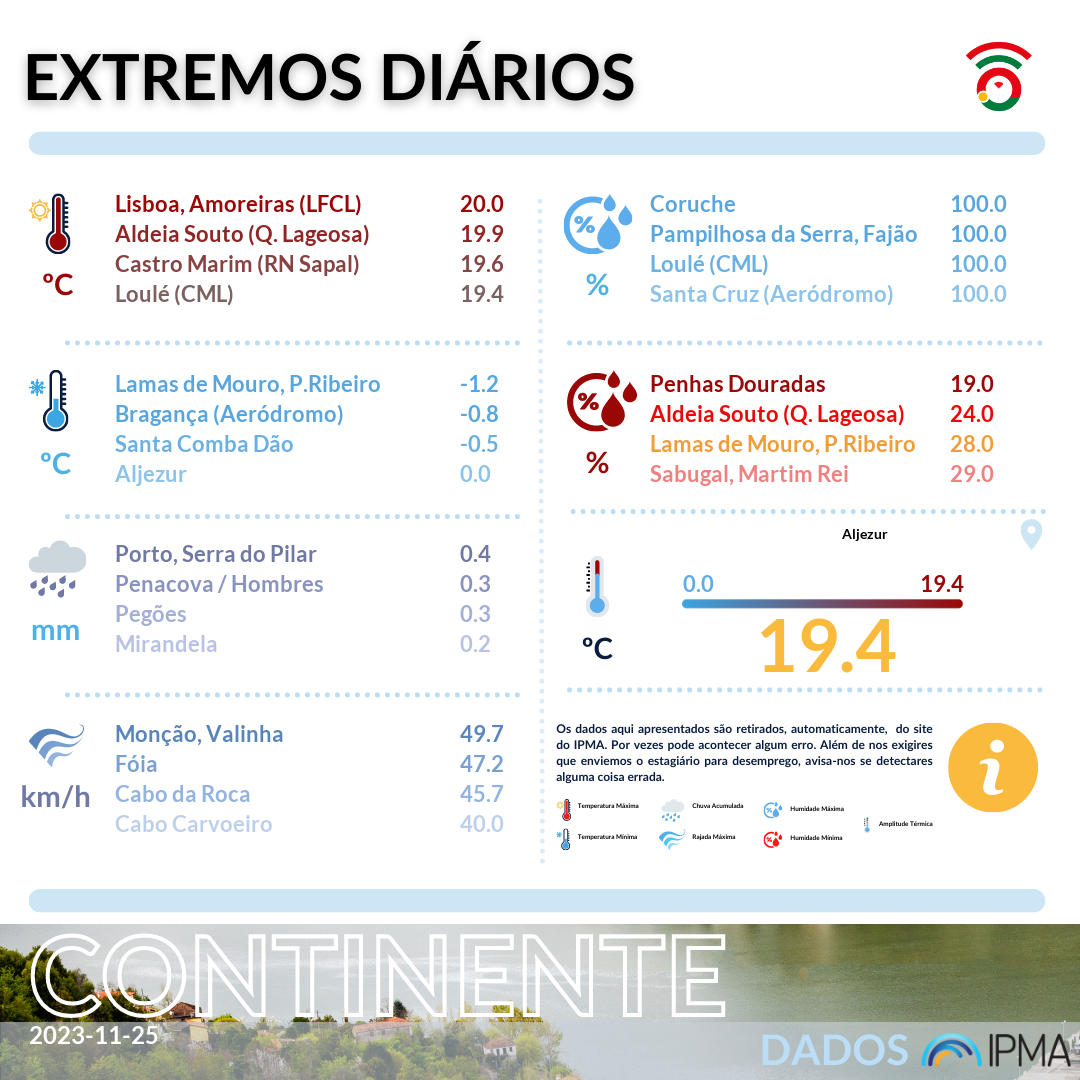 EXTREMOS DIÁRIOS
Lisboa, Amoreiras (LFCL) 20.0
Aldeia Souto (Q. Lageosa) 19.9
Castro Marim (RN Sapal) 19.6
Loulé (CML) 19.4
ºC
Lamas de Mouro, P.Ribeiro -1.2
Bragança (Aeródromo) -0.8
Santa Comba Dão -0.5
Aljezur 0.0
ºC
Porto, Serra do Pilar 0.4
Penacova / Hombres 0.3
Pegões 0.3
Mirandela 0.2
mm
Monção, Valinha 49.7
Fóia 47.2
Cabo da Roca 45.7
Cabo Carvoeiro 40.0
km/h
%
Coruche 100.0
Pampilhosa da Serra, Fajão 100.0
Loulé (CML) 100.0
Santa Cruz (Aeródromo) 100.0
%
%
Penhas Douradas 19.0
Aldeia Souto (Q. Lageosa) 24.0
Lamas de Mouro, P.Ribeiro 28.0
Sabugal, Martim Rei 29.0
%
Aljezur
0.0 19.4
19.4
ºC
Os dados aqui apresentados são retirados, automaticamente, do site
do IPMA. Por vezes pode acontecer algum erro. Além de nos exigires
que enviemos o estagiário para desemprego, avisa-nos se detectares
alguma coisa errada.
i
Temperatura Máxima
Chuva Acumulada
Humidade Máxima
Amplitude Térmica
Temperatura Mínima
Rajada Máxima
Humidade Mínima
CONTINENTE
2023-11-25
DADOS IPMA